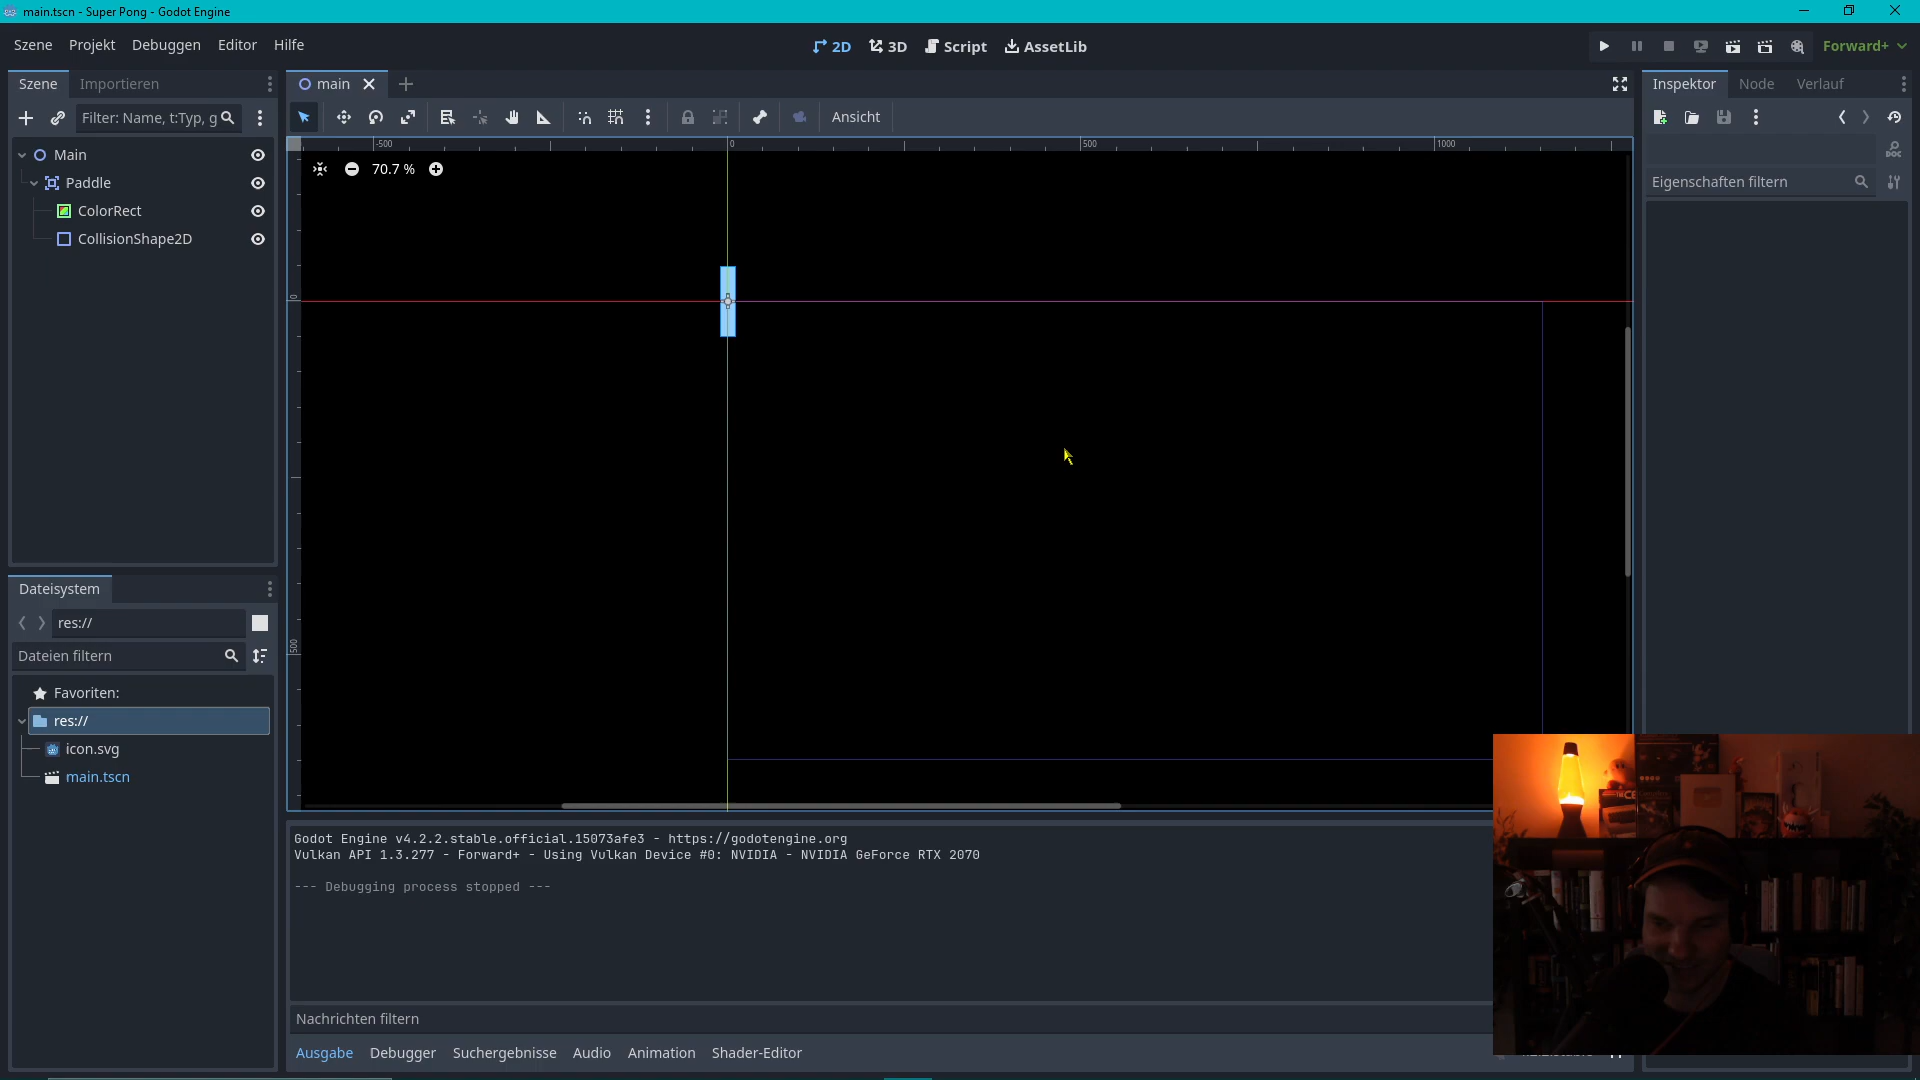 main.tscn - Super Pong - Godot Engine
Szene Projekt Debuggen Editor Hilfe
2D 3D Script AssetLib
Forward+
Szene Importieren
main
Inspektor Node Verlauf
Filter: Name, t:Typ, g
Ansicht
-500 0 500 1000
Main
70.7 %
DOC
Paddle
Eigenschaften filtern
ColorRect
CollisionShape2D
0
500
Dateisystem
res://
Dateien filtern
Favoriten:
res://
icon.svg
main.tscn
Godot Engine v4.2.2.stable.official.15073afe3 - https://godotengine.org
Vulkan API 1.3.277 - Forward+ - Using Vulkan Device #0: NVIDIA - NVIDIA GeForce RTX 2070
--- Debugging process stopped ---
Nachrichten filtern
Ausgabe Debugger Suchergebnisse Audio Animation Shader-Editor